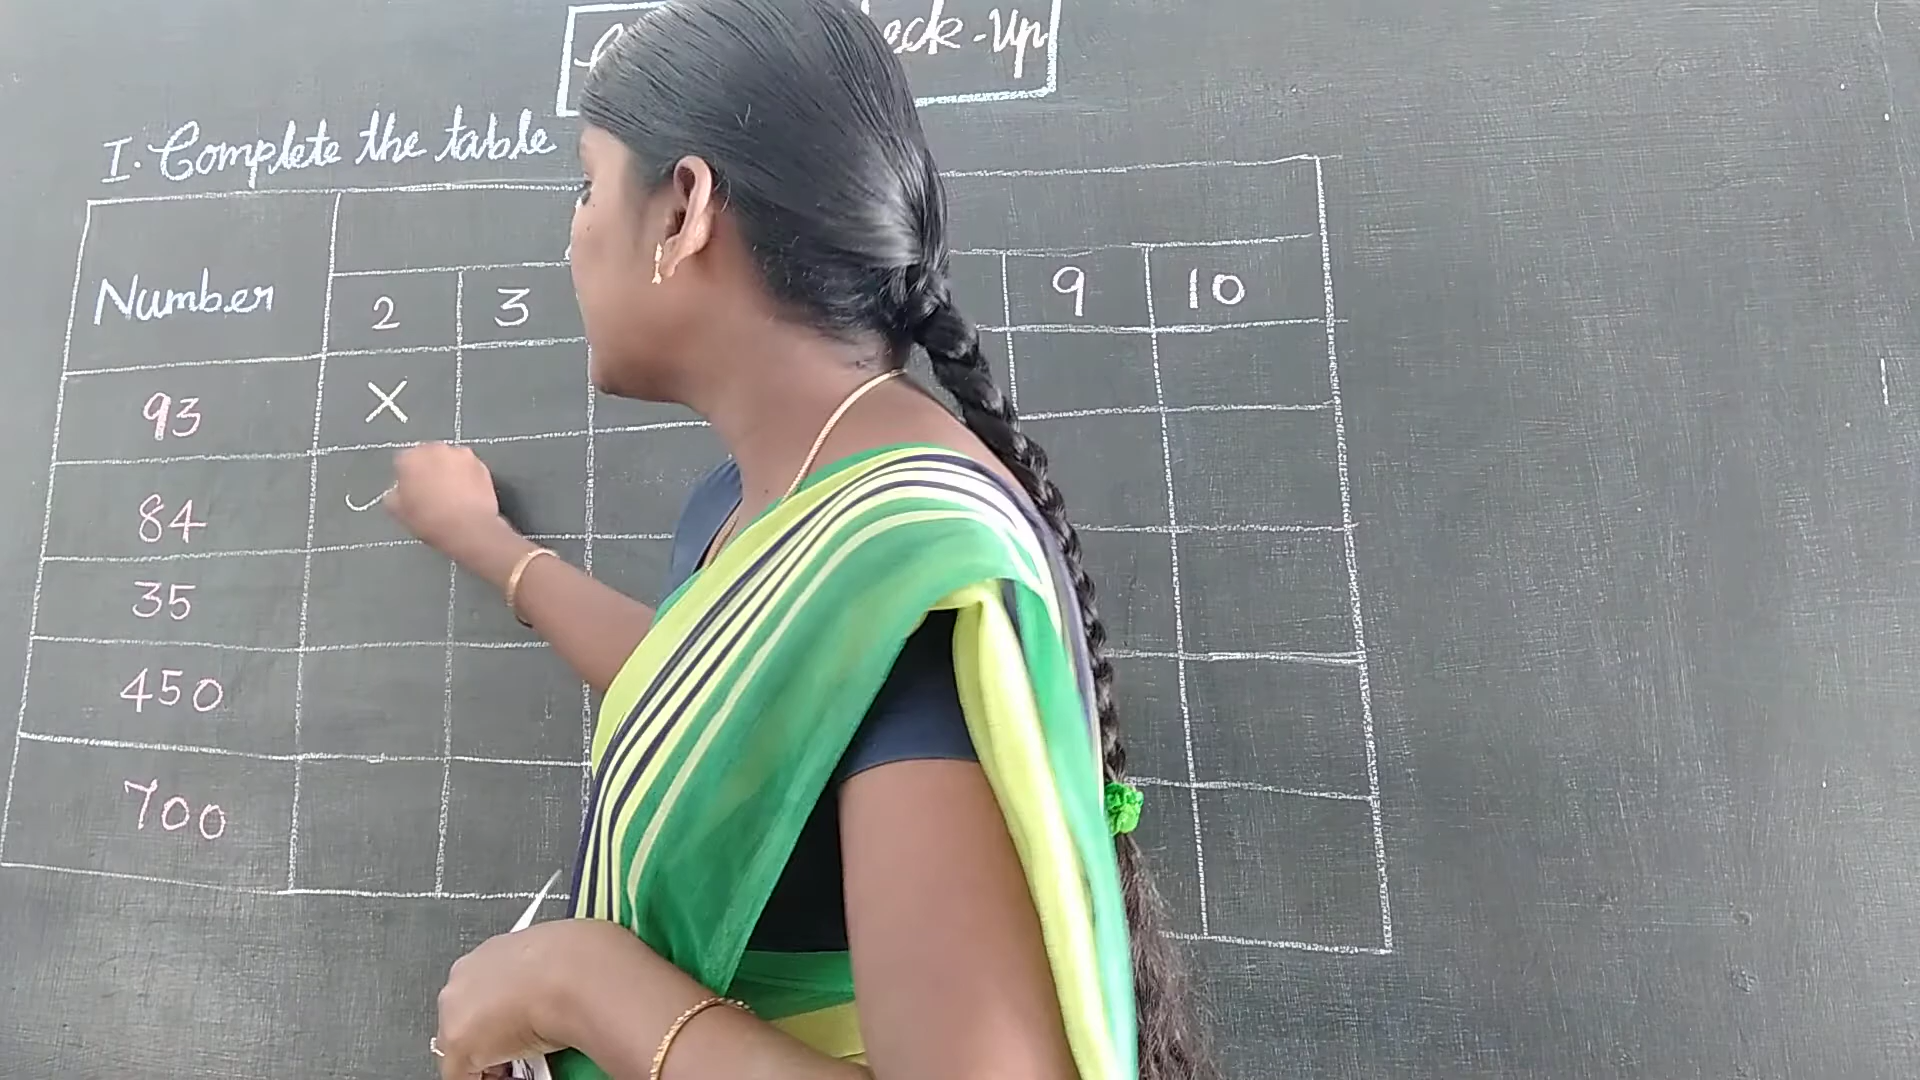 eck-Up
I. Complete the table
Number 2 3 9 10
93 X
84
35
450
700